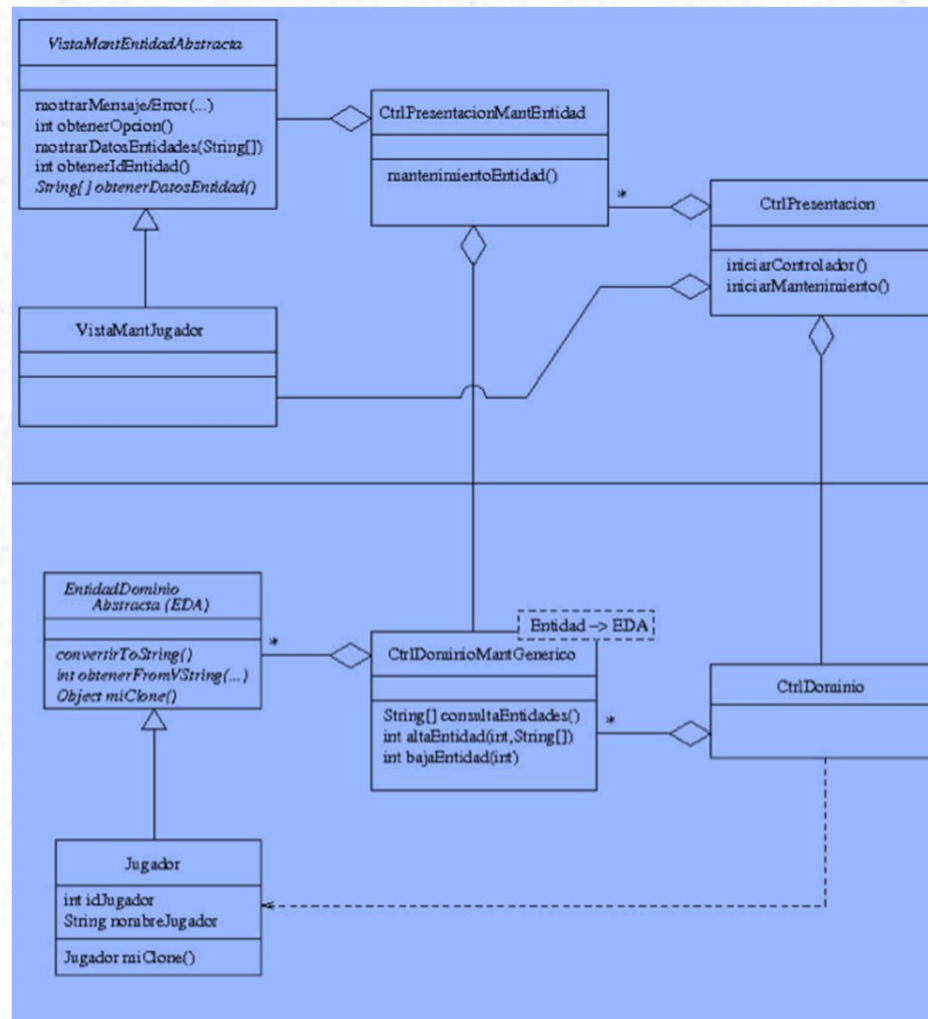 VistaMantEntidadAbstracta
mostrarMensaje/Error(...)
int obtenerOpcion()
mostrarDatosEntidades(String[])
int obtenerIdEntidad()
String[ ] obtenerDatosEntidad()
CtrlPresentacionMantEntidad
mantenimientoEntidad()
*
CtrlPresentacion
iniciarControlador()
iniciarMantenimiento()
VistaMantJugador
EntidadDominio
Abstracta (EDA)
convertirToString()
int obtenerFromVString(...)
Object miClone()
*
Entidad -> EDA
CtrlDominioMantGenerico
String[] consultaEntidades()
int altaEntidad(int,String[])
int bajaEntidad(int)
*
CtrlDominio
Jugador
int idJugador
String nombreJugador
Jugador miClone()